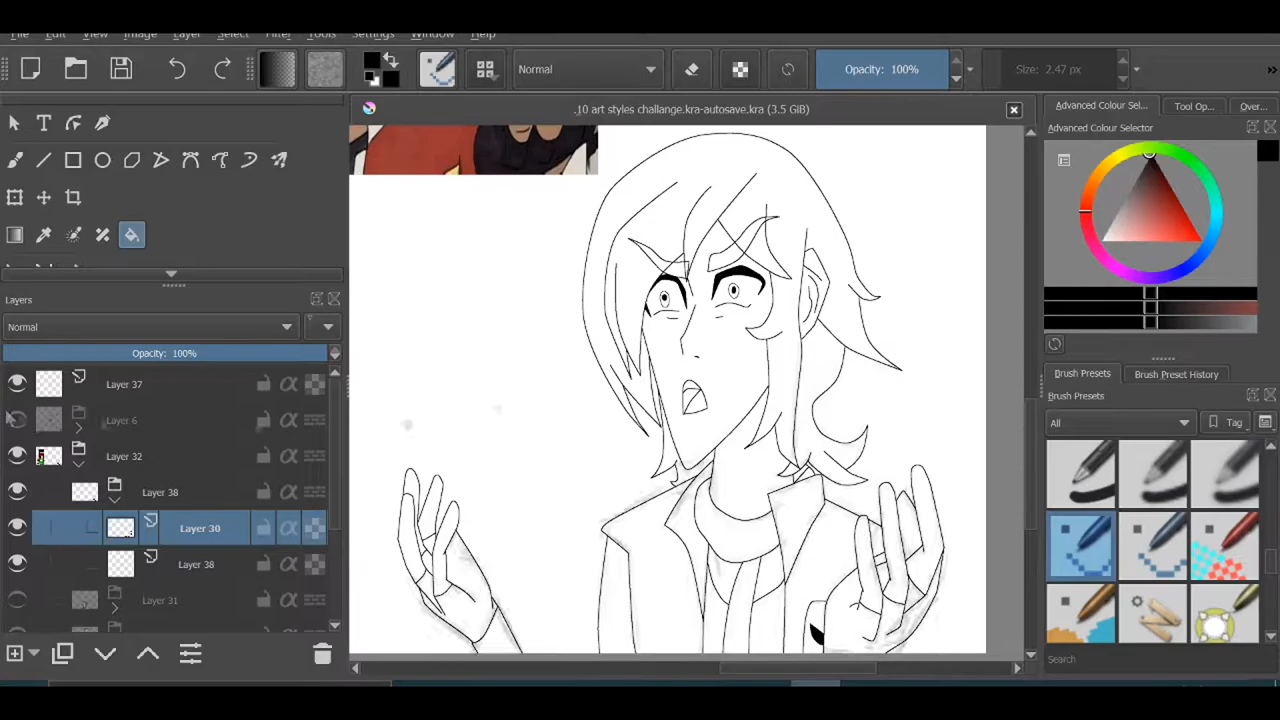 File Edit View Image Layer Select Filter Tools Settings Window Help
Normal
Opacity: 100%
Size: 2.47 px
.10 art styles challange.kra-autosave.kra (3.5 GiB)
Advanced Colour Sel...
Tool Op...
Over...
Advanced Colour Selector
Layers
Normal
Opacity: 100%
Layer 37
Layer 6
Layer 32
Layer 38
Layer 30
Layer 38
Layer 31
Brush Presets
Brush Preset History
Brush Presets
All
Tag
Search